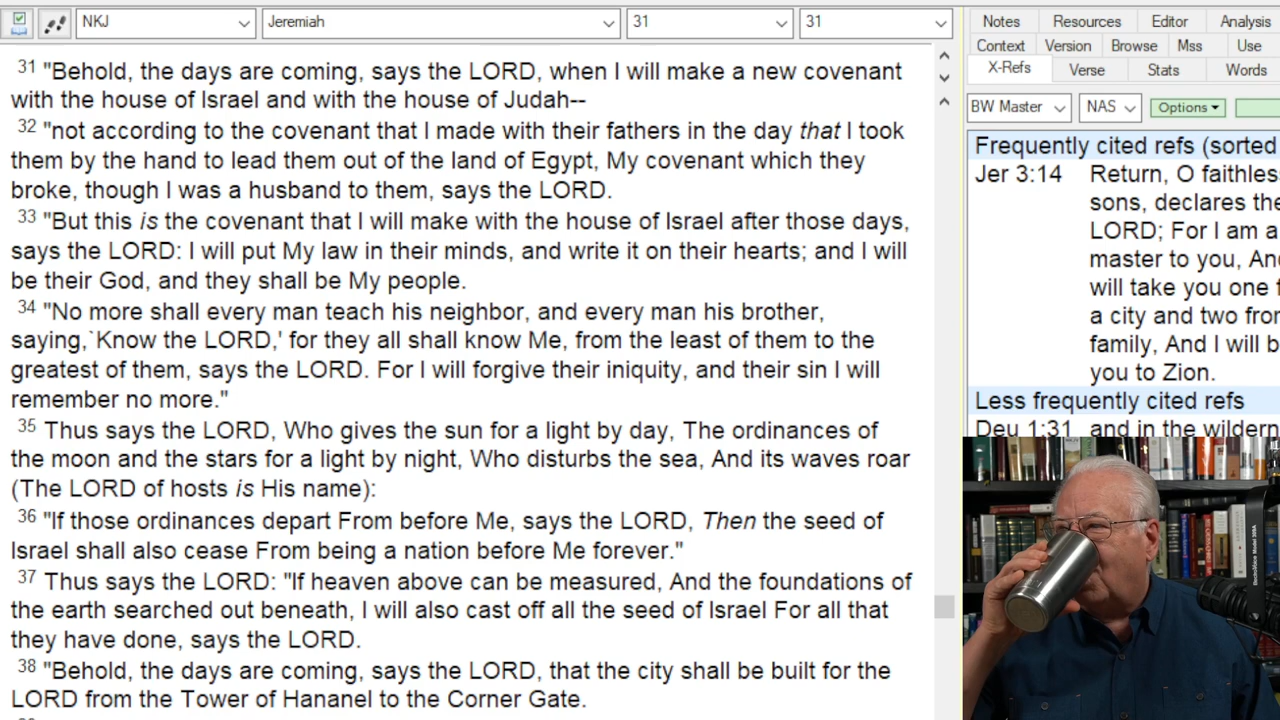 NKJ Jeremiah 31 31
31 "Behold, the days are coming, says the LORD, when I will make a new covenant
with the house of Israel and with the house of Judah--
32 "not according to the covenant that I made with their fathers in the day that I took
them by the hand to lead them out of the land of Egypt, My covenant which they
broke, though I was a husband to them, says the LORD.
33 "But this is the covenant that I will make with the house of Israel after those days,
says the LORD: I will put My law in their minds, and write it on their hearts; and I will
be their God, and they shall be My people.
34 "No more shall every man teach his neighbor, and every man his brother,
saying,`Know the LORD,' for they all shall know Me, from the least of them to the
greatest of them, says the LORD. For I will forgive their iniquity, and their sin I will
remember no more."
35 Thus says the LORD, Who gives the sun for a light by day, The ordinances of
the moon and the stars for a light by night, Who disturbs the sea, And its waves roar
(The LORD of hosts is His name):
36 "If those ordinances depart From before Me, says the LORD, Then the seed of
Israel shall also cease From being a nation before Me forever."
37 Thus says the LORD: "If heaven above can be measured, And the foundations of
the earth searched out beneath, I will also cast off all the seed of Israel For all that
they have done, says the LORD.
38 "Behold, the days are coming, says the LORD, that the city shall be built for the
LORD from the Tower of Hananel to the Corner Gate.
Notes Resources Editor Analysis
Context Version Browse Mss Use
X-Refs Verse Stats Words
BW Master NAS Options
Frequently cited refs (sorted
Jer 3:14 Return, O faithless
sons, declares the
LORD; For I am a
master to you, And
will take you one f
a city and two fror
family, And I will b
you to Zion.
Less frequently cited refs
Deu 1:31 and in the wildern